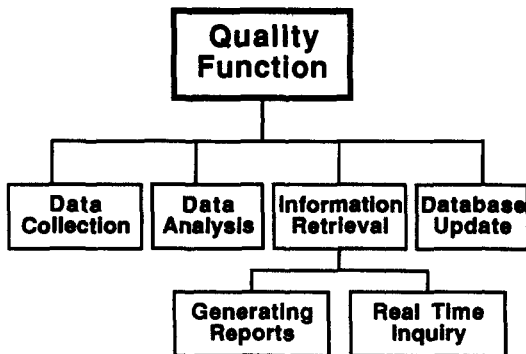 Quality
Function
Data
Collection
Data
Analysis
Information
Retrieval
Database
Update
Generating
Reports
Real Time
Inquiry